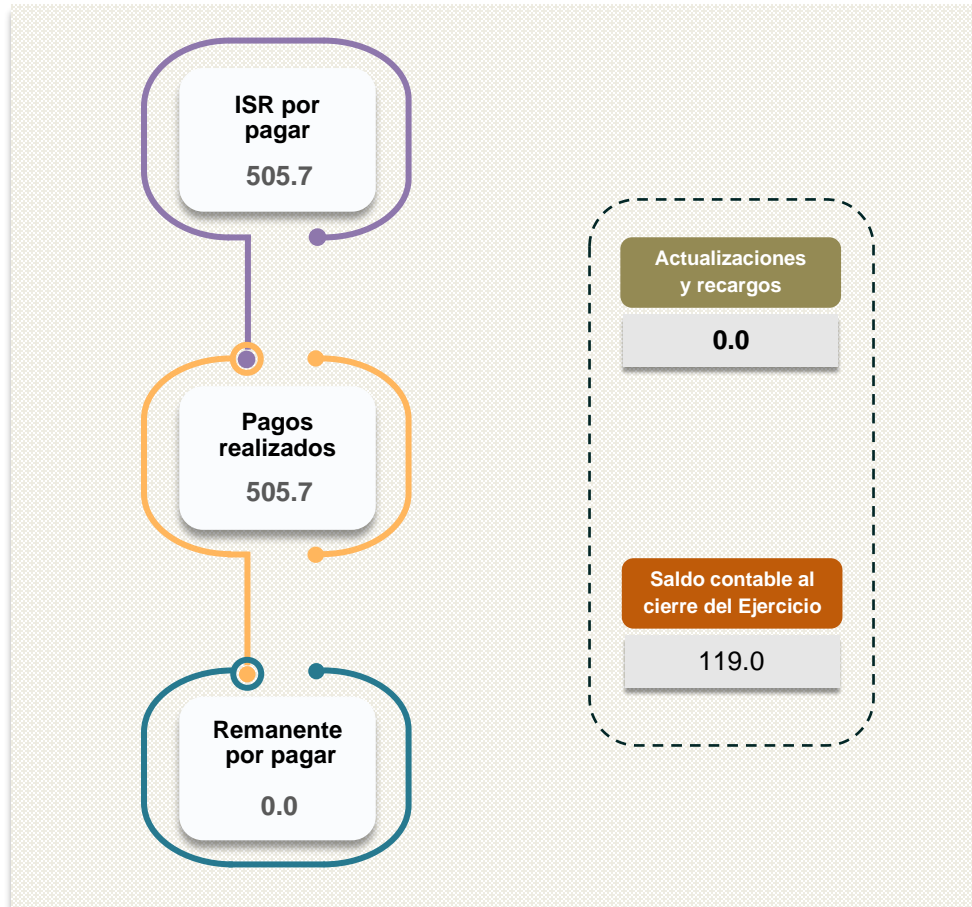 ISR por
pagar
505.7
Pagos
realizados
505.7
Remanente
por pagar
0.0
Actualizaciones
y recargos
0.0
Saldo contable al
cierre del Ejercicio
119.0